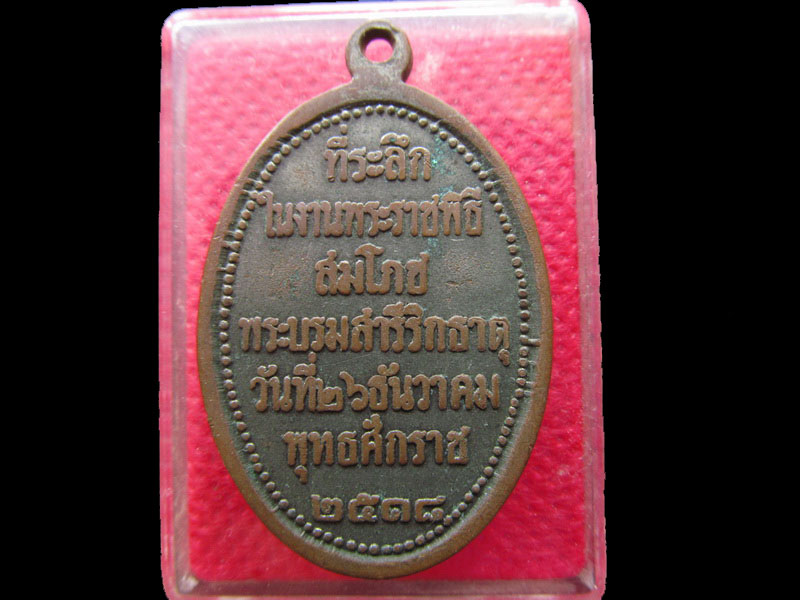 ที่ระลึก
ในงานพระราชพิธี
สมโภช
พระบรมสารีริกธาตุ
วันที่๒๖ธันวาคม
พุทธศักราช
๒๕๑๘